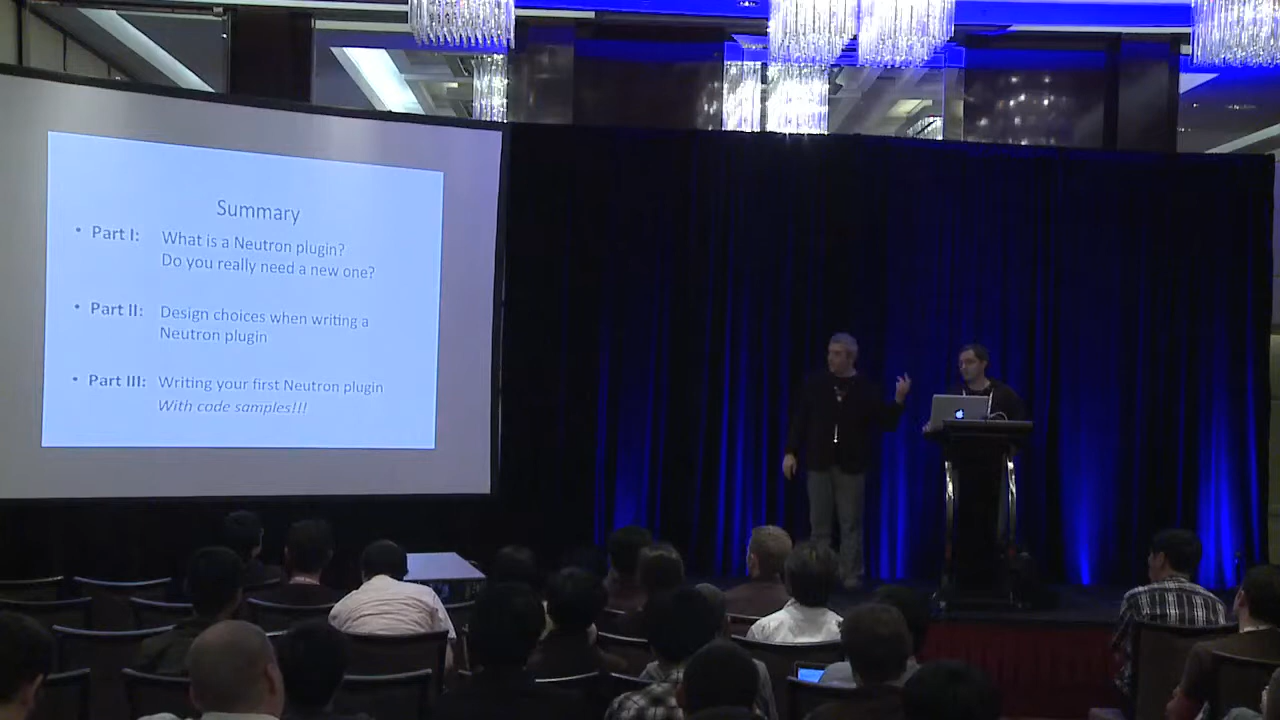 Summary
• Part I: What is a Neutron plugin?
Do you really need a new one?
• Part II: Design choices when writing a
Neutron plugin
• Part III: Writing your first Neutron plugin
With code samples!!!